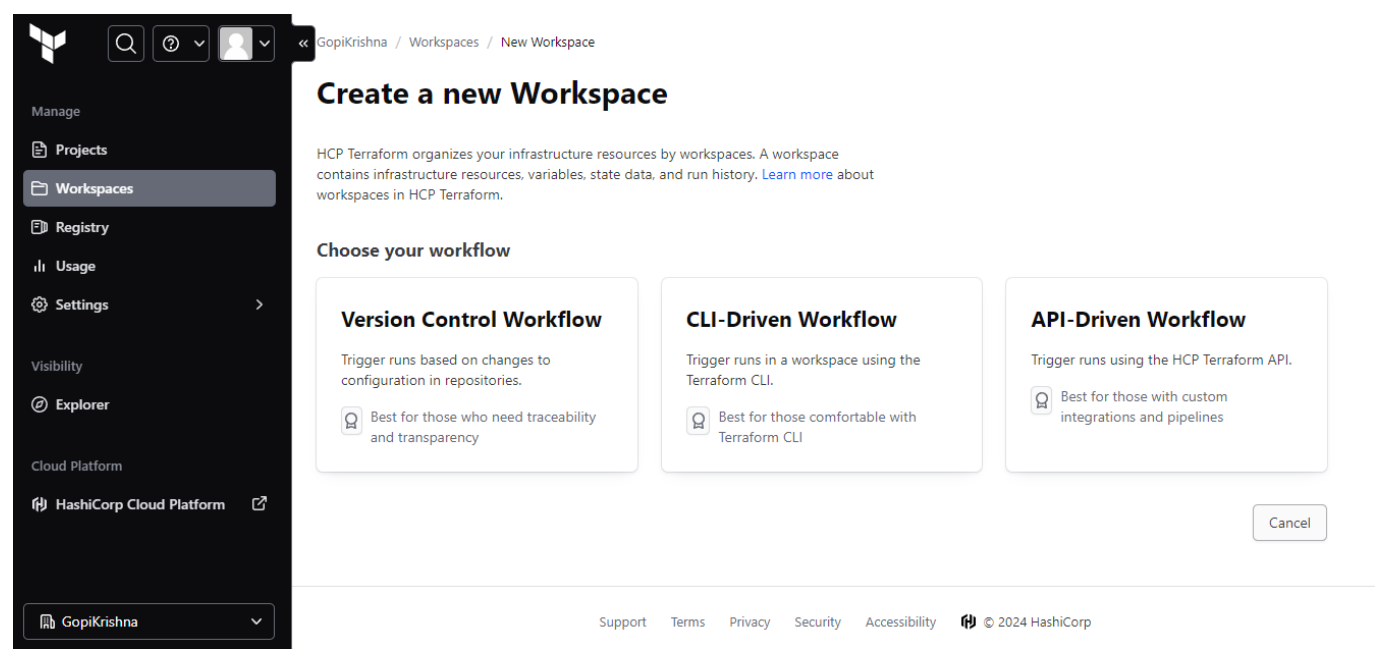 Manage
Projects
Workspaces
Registry
Usage
Settings
Visibility
Explorer
Cloud Platform
HashiCorp Cloud Platform
GopiKrishna
GopiKrishna / Workspaces / New Workspace
Create a new Workspace
HCP Terraform organizes your infrastructure resources by workspaces. A workspace
contains infrastructure resources, variables, state data, and run history. Learn more about
workspaces in HCP Terraform.
Choose your workflow
Version Control Workflow
Trigger runs based on changes to
configuration in repositories.
Best for those who need traceability
and transparency
CLI-Driven Workflow
Trigger runs in a workspace using the
Terraform CLI.
Best for those comfortable with
Terraform CLI
API-Driven Workflow
Trigger runs using the HCP Terraform API.
Best for those with custom
integrations and pipelines
Cancel
Support Terms Privacy Security Accessibility © 2024 HashiCorp